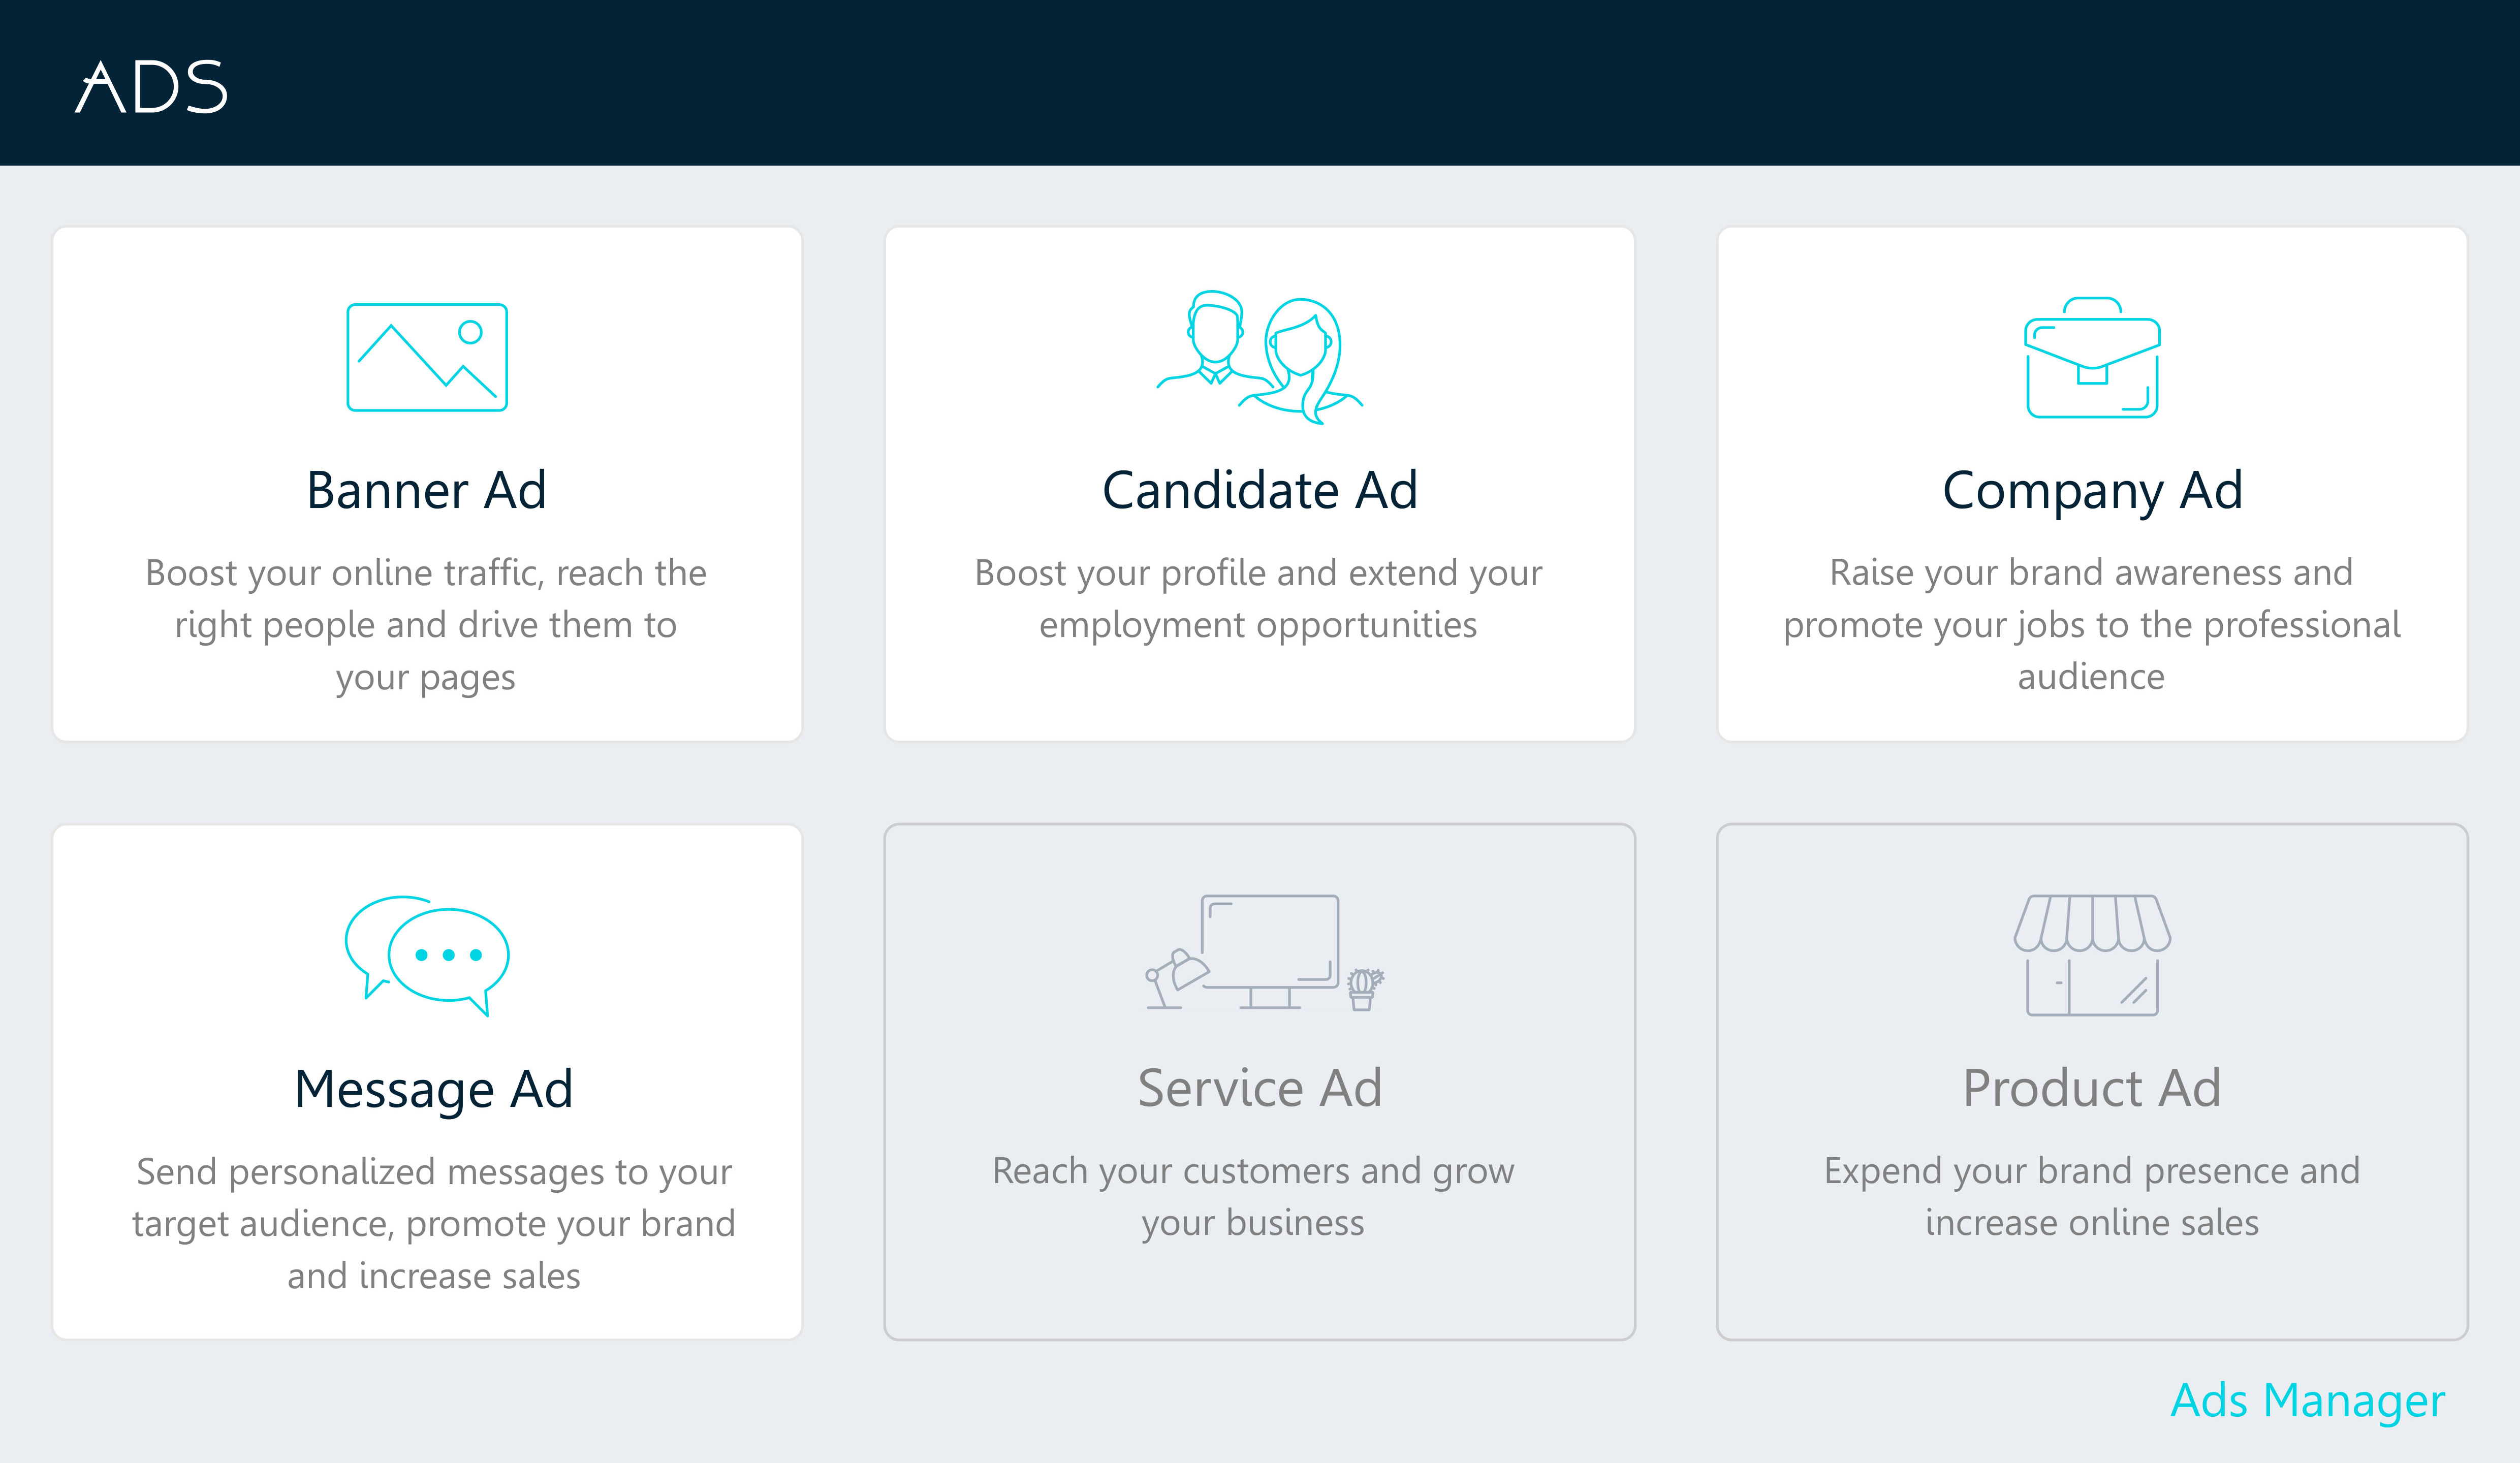 ADS
Banner Ad
Boost your online traffic, reach the
right people and drive them to
your pages
Candidate Ad
Boost your profile and extend your
employment opportunities
Company Ad
Raise your brand awareness and
promote your jobs to the professional
audience
Message Ad
Send personalized messages to your
target audience, promote your brand
and increase sales
Service Ad
Reach your customers and grow
your business
Product Ad
Expend your brand presence and
increase online sales
Ads Manager